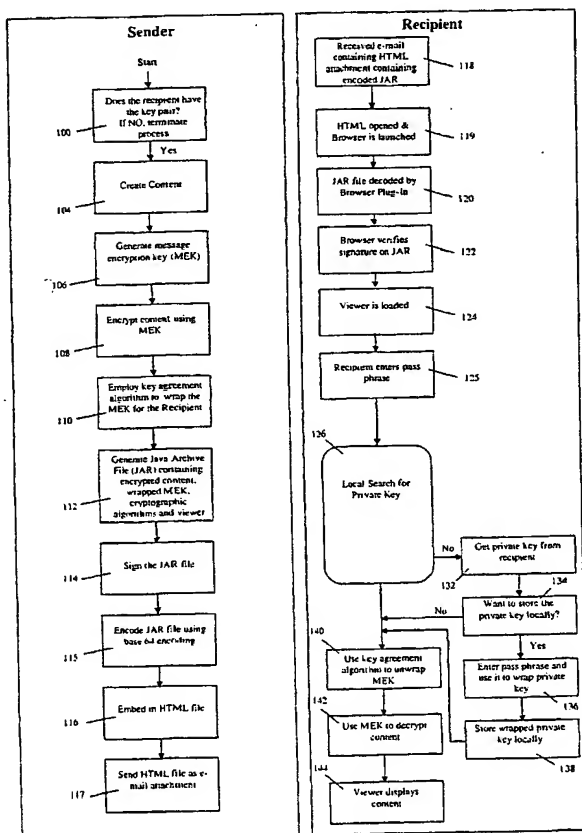 Sender
Start
Does the recipient have
the key pair?
If NO, terminate
process
100
Yes
Create Content
104
Generate message
encryption key (MEK)
106
Encrypt content using
MEK
108
Employ key agreement
algorithm to wrap the
MEK for the Recipient
110
Generate Java Archive
File (JAR) containing
encrypted content,
wrapped MEK,
cryptographic
algorithms and viewer
112
Sign the JAR file
114
Encode JAR file using
base 64 encoding
115
Embed in HTML file
116
Send HTML file as e-
mail attachment
117
Recipient
Received e-mail
containing HTML
attachment containing
encoded JAR
118
HTML opened &
Browser is launched
119
JAR file decoded by
Browser Plug-In
120
Browser verifies
signature on JAR
122
Viewer is loaded
124
Recipient enters pass
phrase
125
126
Local Search for
Private Key
No
Get private key from
recipient
132
134
Want to store the
private key locally?
No
Yes
140
Use key agreement
algorithm to unwrap
MEK
Enter pass phrase and
use it to wrap private
key
136
142
Use MEK to decrypt
content
Store wrapped private
key locally
138
144
Viewer displays
content